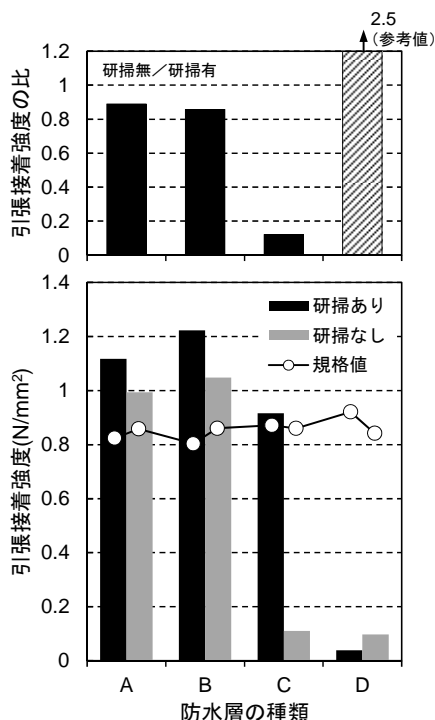 2.5
(参考値)
引張接着強度の比
1.2
1
0.8
0.6
0.4
0.2
0
研掃無／研掃有
引張接着強度(N/mm²)
1.4
1.2
1
0.8
0.6
0.4
0.2
0
研掃あり
研掃なし
規格値
A B C D
防水層の種類